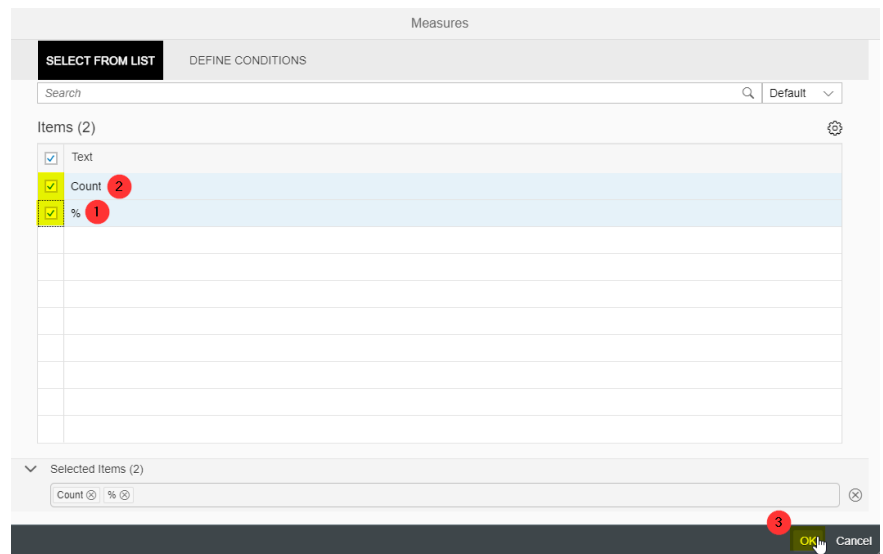 Measures
SELECT FROM LIST DEFINE CONDITIONS
Search Default
Items (2)
Text
Count 2
% 1
Selected Items (2)
Count %
3
OK Cancel